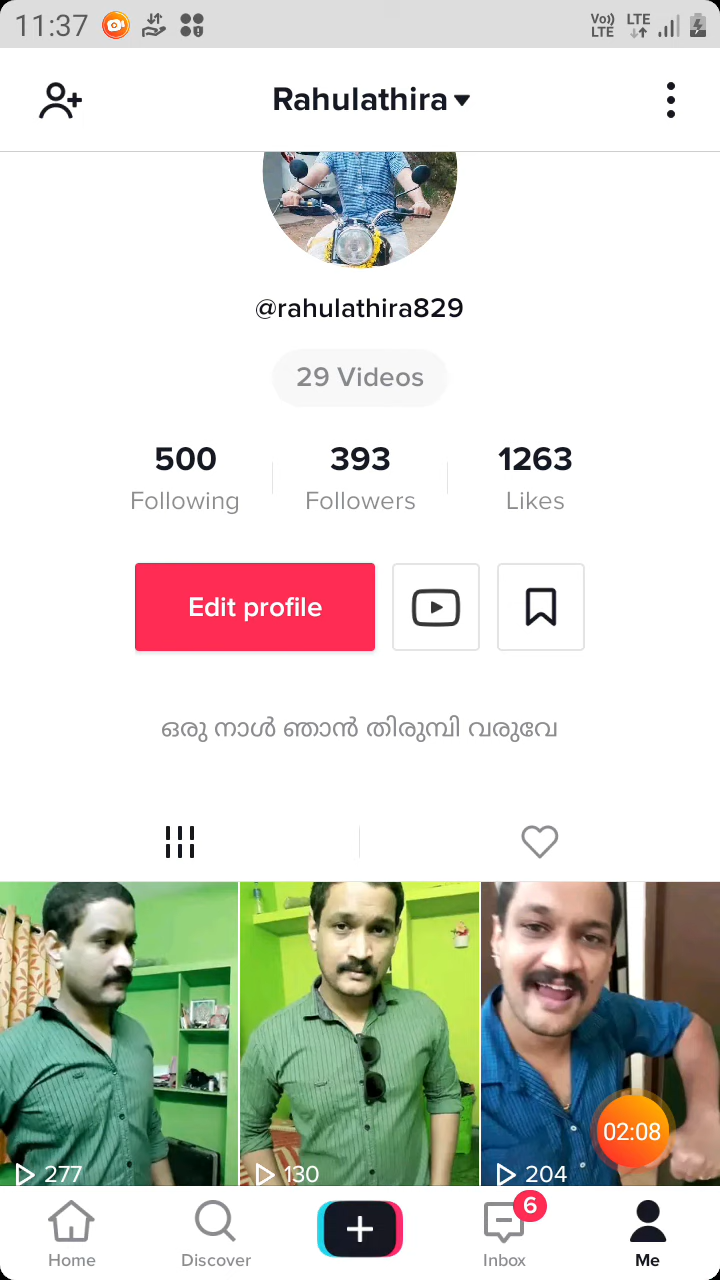 11:37
Vo)) LTE
LTE
Rahulathira
@rahulathira829
29 Videos
500 393 1263
Following Followers Likes
Edit profile
ഒരു നാൾ ഞാൻ തിരുമ്പി വരുവേ
02:08
277 130 204
6
Home Discover Inbox Me